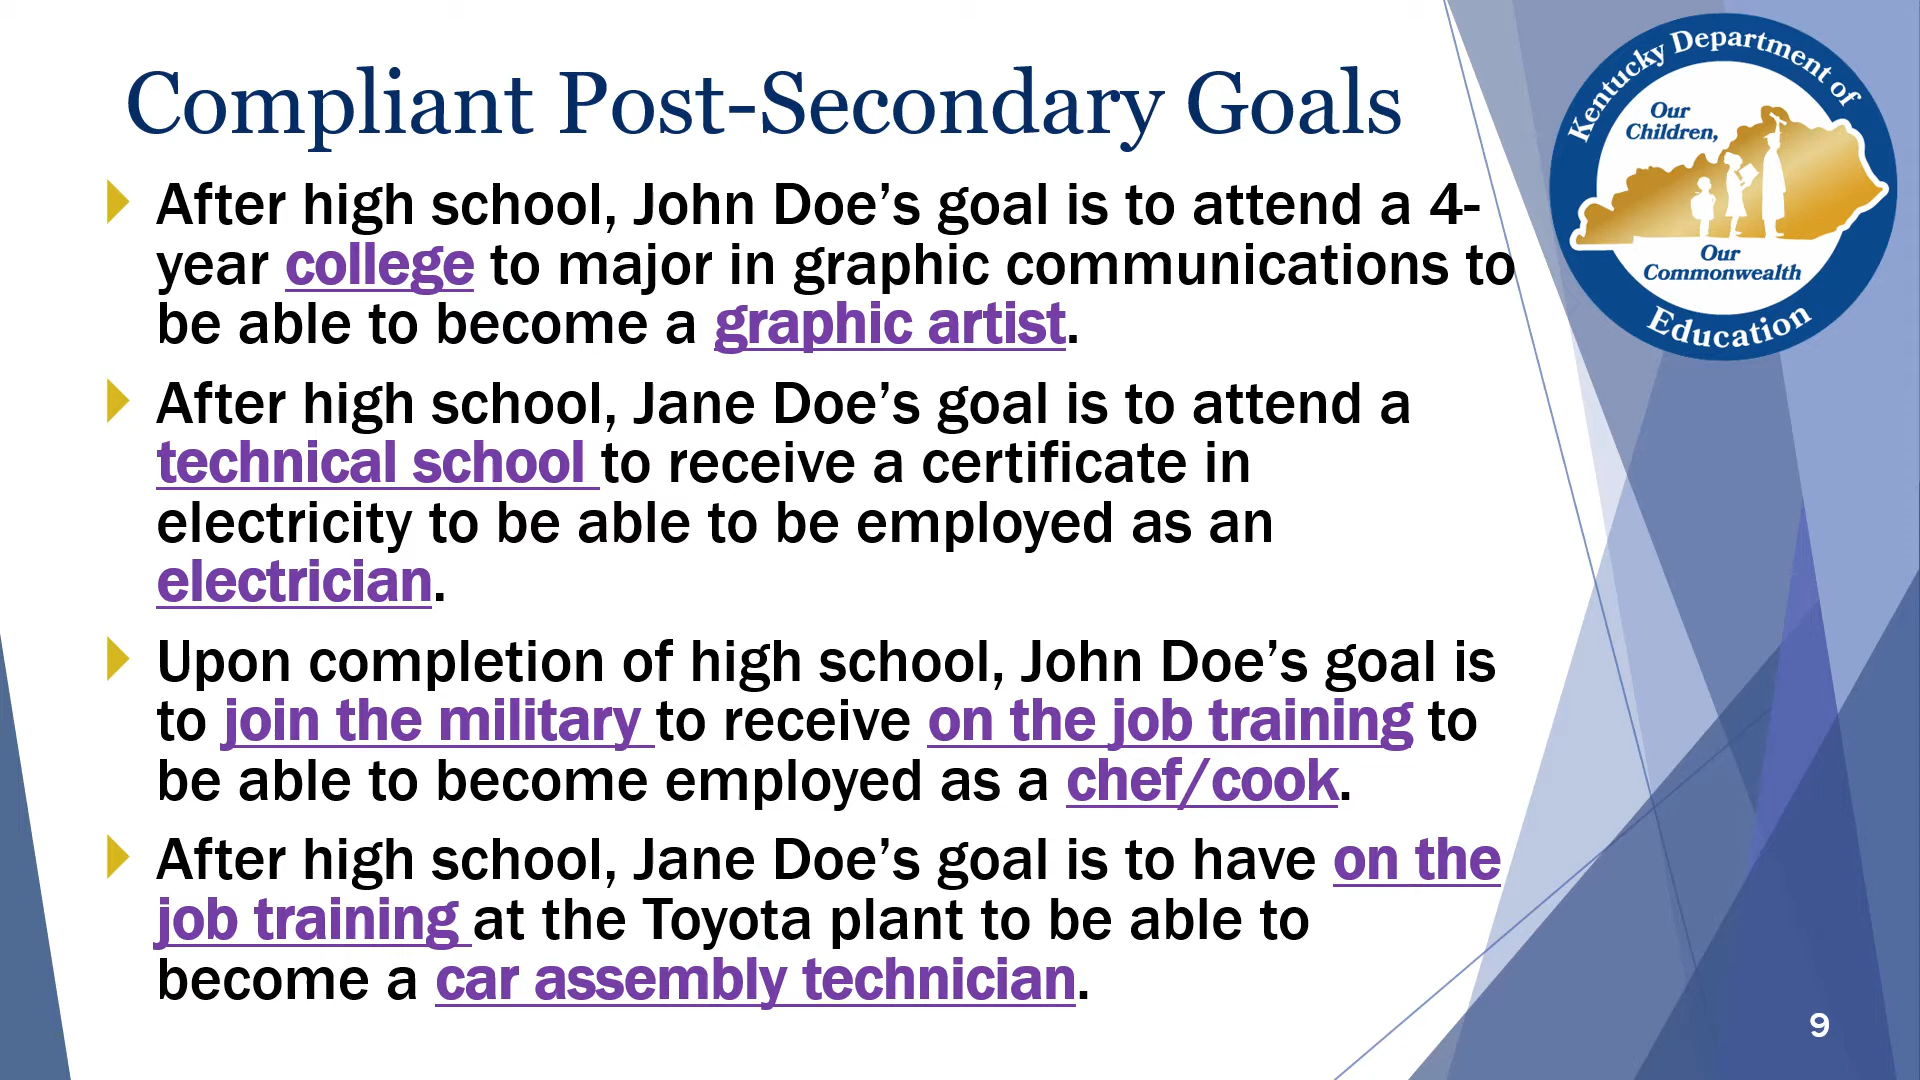 Compliant Post-Secondary Goals
After high school, John Doe’s goal is to attend a 4-
year college to major in graphic communications to
be able to become a graphic artist.
After high school, Jane Doe’s goal is to attend a
technical school to receive a certificate in
electricity to be able to be employed as an
electrician.
Upon completion of high school, John Doe’s goal is
to join the military to receive on the job training to
be able to become employed as a chef/cook.
After high school, Jane Doe’s goal is to have on the
job training at the Toyota plant to be able to
become a car assembly technician.
Kentucky Department of
Our
Children,
Our
Commonwealth
Education
9